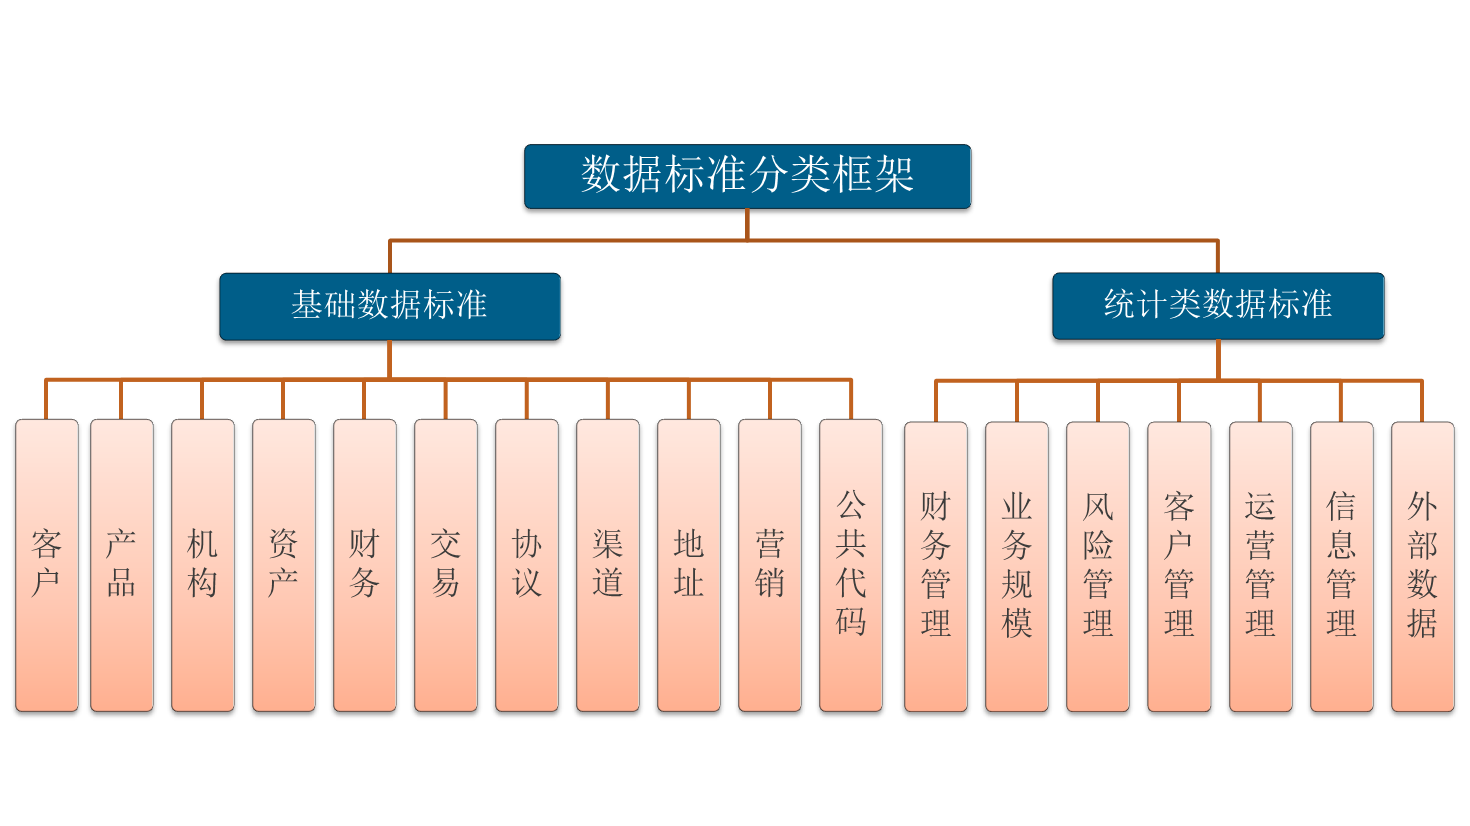 数据标准分类框架
基础数据标准
统计类数据标准
客户
产品
机构
资产
财务
交易
协议
渠道
地址
营销
公共代码
财务管理
业务规模
风险管理
客户管理
运营管理
信息管理
外部数据